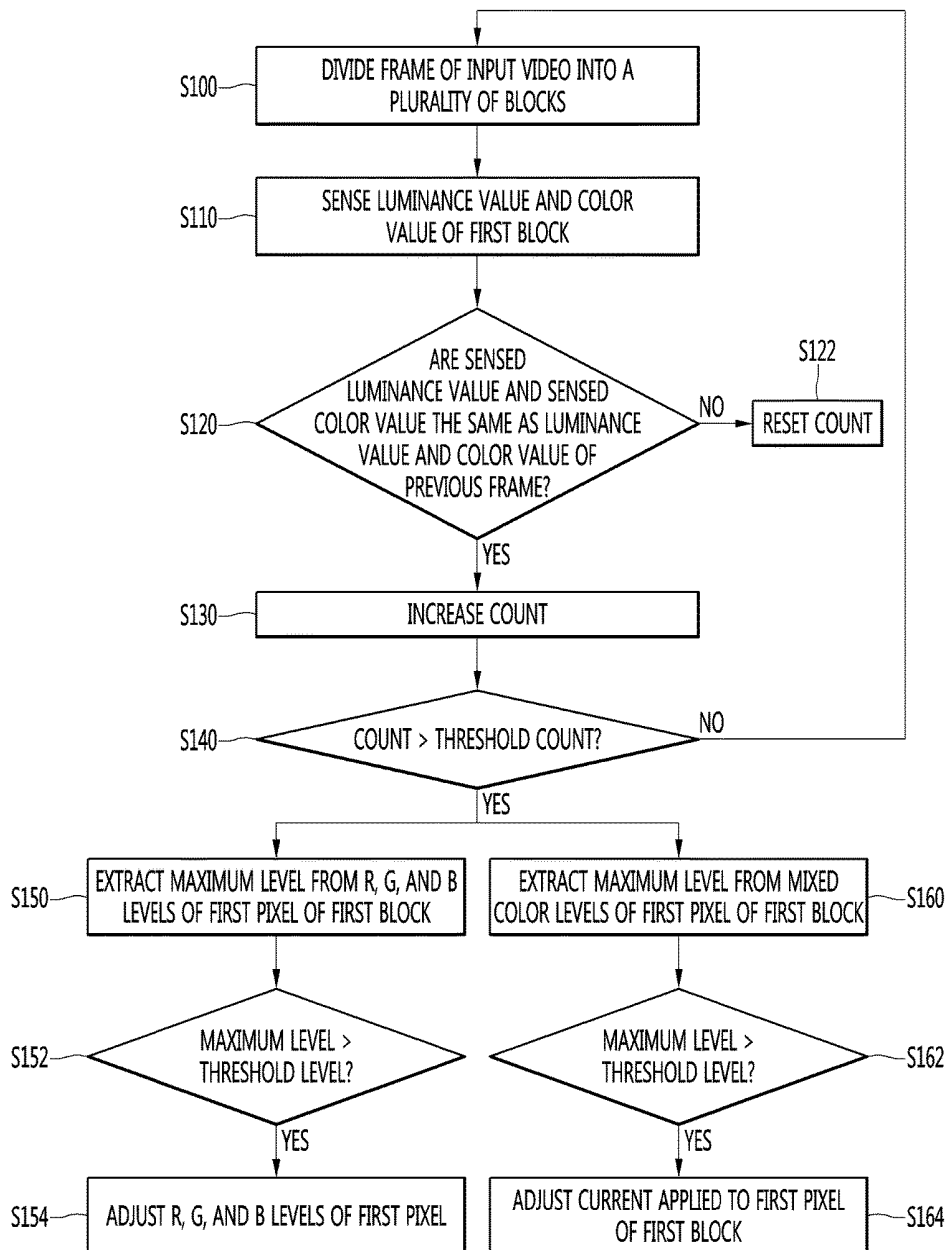 S100
DIVIDE FRAME OF INPUT VIDEO INTO A
PLURALITY OF BLOCKS
S110
SENSE LUMINANCE VALUE AND COLOR
VALUE OF FIRST BLOCK
S120
ARE SENSED
LUMINANCE VALUE AND SENSED
COLOR VALUE THE SAME AS LUMINANCE
VALUE AND COLOR VALUE OF
PREVIOUS FRAME?
NO
S122
RESET COUNT
YES
S130
INCREASE COUNT
S140
COUNT > THRESHOLD COUNT?
NO
YES
S150
EXTRACT MAXIMUM LEVEL FROM R, G, AND B
LEVELS OF FIRST PIXEL OF FIRST BLOCK
EXTRACT MAXIMUM LEVEL FROM MIXED
COLOR LEVELS OF FIRST PIXEL OF FIRST BLOCK
S160
S152
MAXIMUM LEVEL >
THRESHOLD LEVEL?
MAXIMUM LEVEL >
THRESHOLD LEVEL?
S162
YES
YES
S154
ADJUST R, G, AND B LEVELS OF FIRST PIXEL
ADJUST CURRENT APPLIED TO FIRST PIXEL
OF FIRST BLOCK
S164